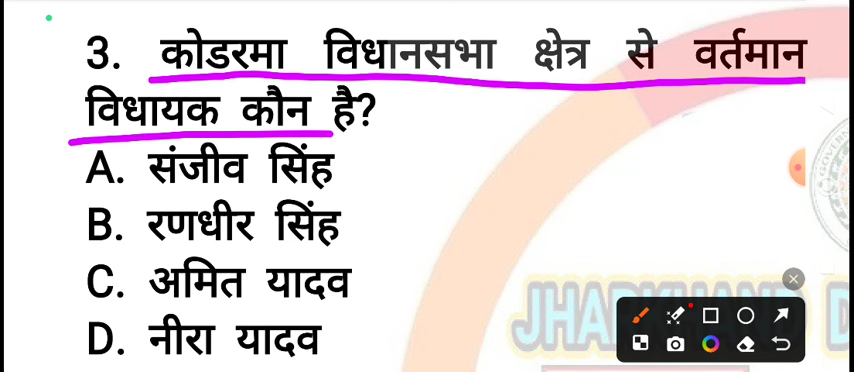 3. कोडरमा विधानसभा क्षेत्र से वर्तमान
विधायक कौन है?
A. संजीव सिंह
B. रणधीर सिंह
C. अमित यादव
D. नीरा यादव
JHARKHAND D